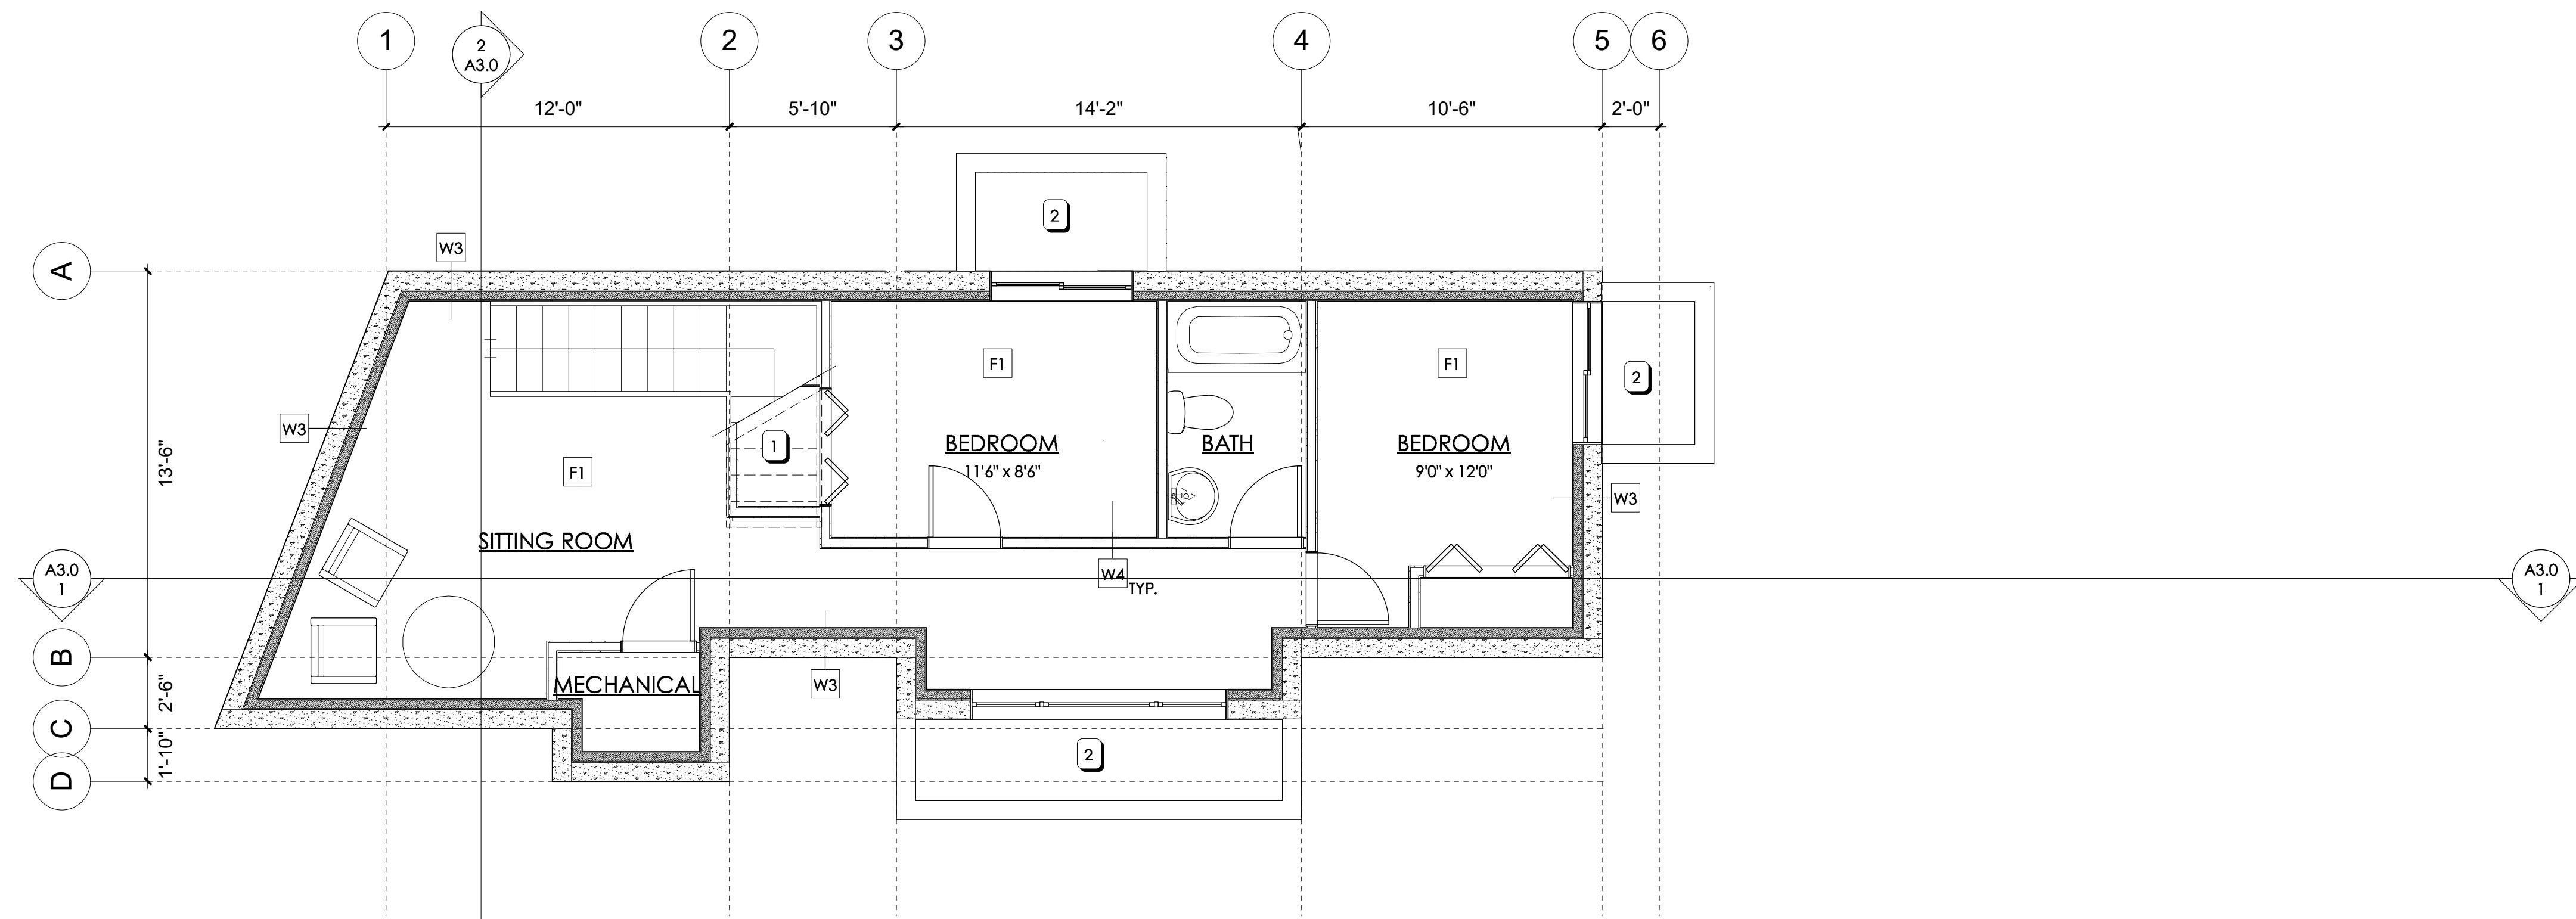 1
2
A3.0
2
3
4
5
6
12'-0"
5'-10"
14'-2"
10'-6"
2'-0"
2
W3
A
F1
F1
2
W3
1
BEDROOM
11'6" x 8'6"
BATH
BEDROOM
9'0" x 12'0"
13'-6"
F1
W3
SITTING ROOM
A3.0
1
W4
TYP.
A3.0
1
B
2'-6"
MECHANICAL
W3
C
1'-10"
2
D